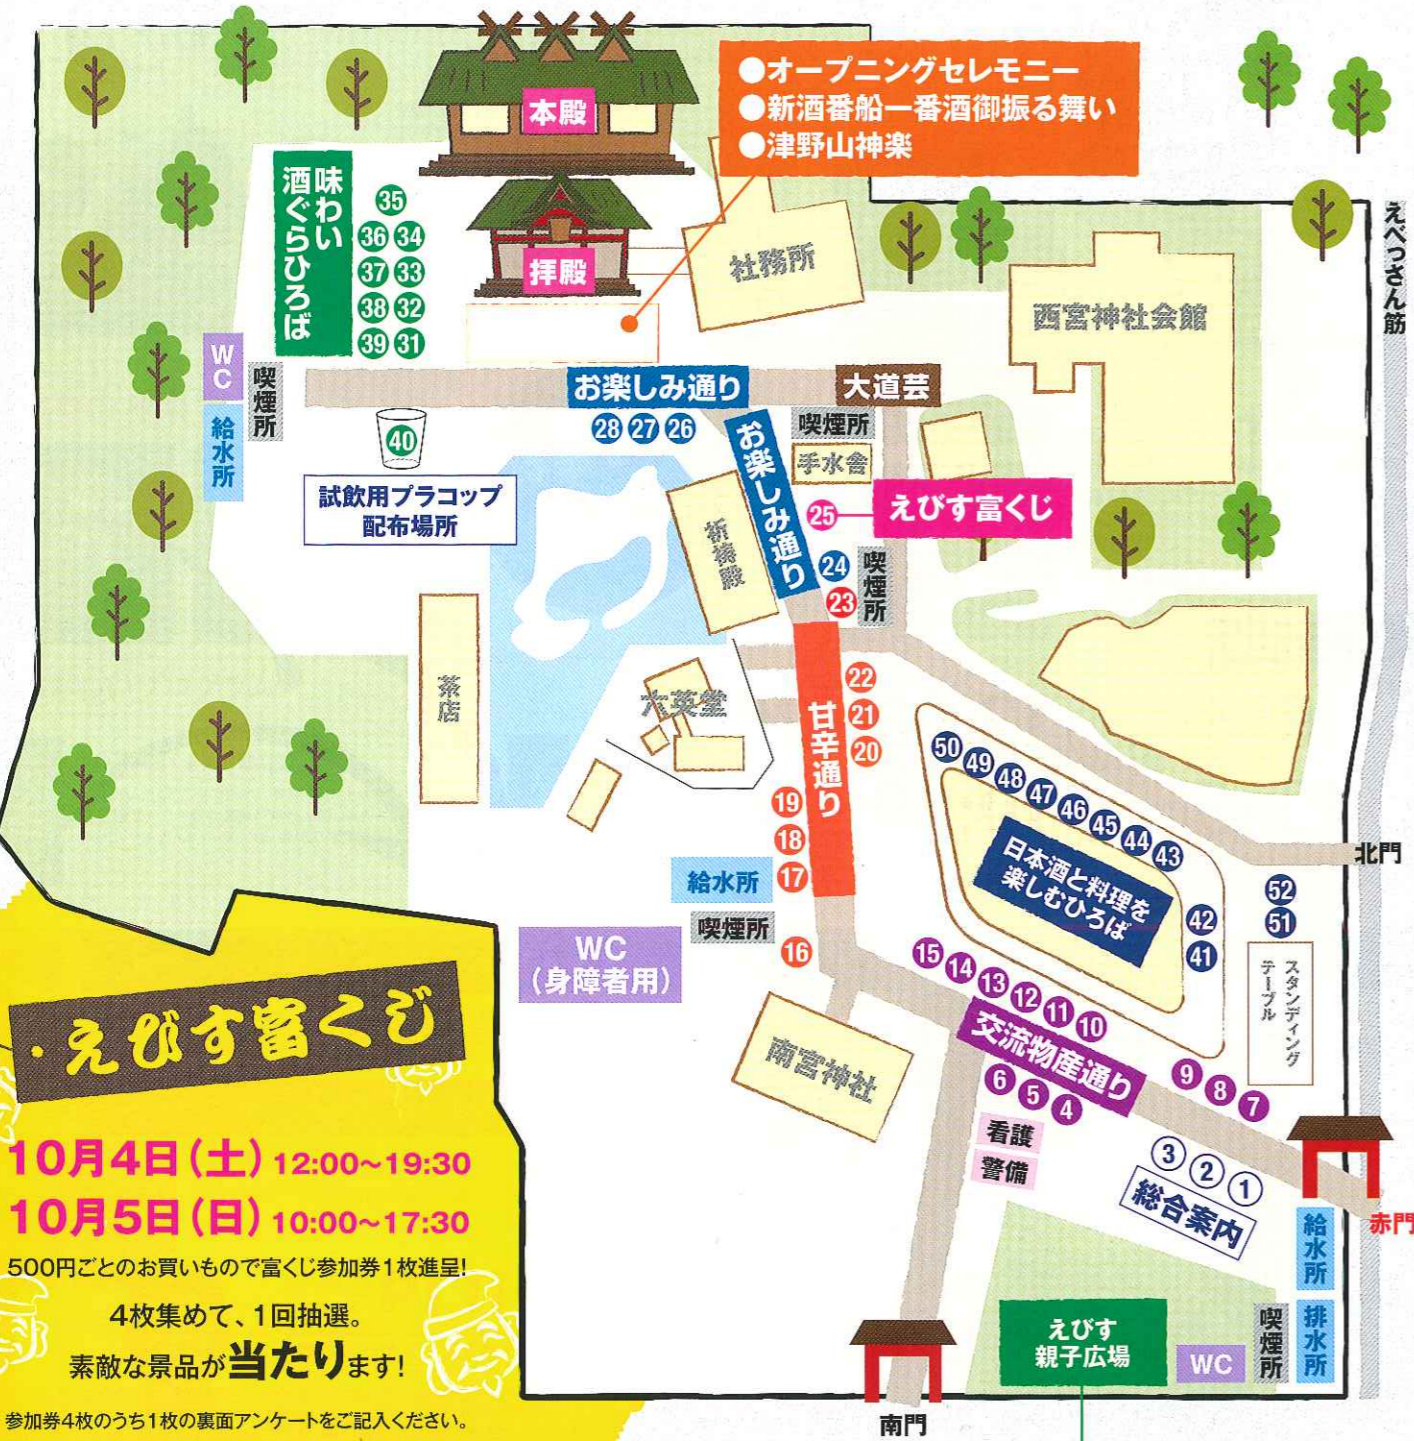 本殿
●オープニングセレモニー
●新酒番船一番酒御振る舞い
●津野山神楽
味わい
酒ぐらひろば
35
36 34
37 33
38 32
39 31
拝殿
社務所
西宮神社会館
えべっさん筋
WC
喫煙所
給水所
お楽しみ通り
大道芸
28 27 26
喫煙所
手水舎
お楽しみ通り
40
試飲用プラコップ
配布場所
25
えびす富くじ
祈祷殿
24
23
喫煙所
茶店
六英堂
甘辛通り
22
21
20
19
18
17
給水所
喫煙所
WC
(身障者用)
16
50 49 48 47 46 45 44 43
日本酒と料理を
楽しむひろば
42
41
北門
52
51
スタンディング
テーブル
15 14 13 12 11 10
交流物産通り
9 8 7
6 5 4
南宮神社
看護
警備
3 2 1
総合案内
赤門
給水所
排水所
喫煙所
WC
えびす
親子広場
南門
・えびす富くじ
10月4日(土) 12:00〜19:30
10月5日(日) 10:00〜17:30
500円ごとのお買いもので富くじ参加券1枚進呈!
4枚集めて、1回抽選。
素敵な景品が当たります!
参加券4枚のうち1枚の裏面アンケートをご記入ください。